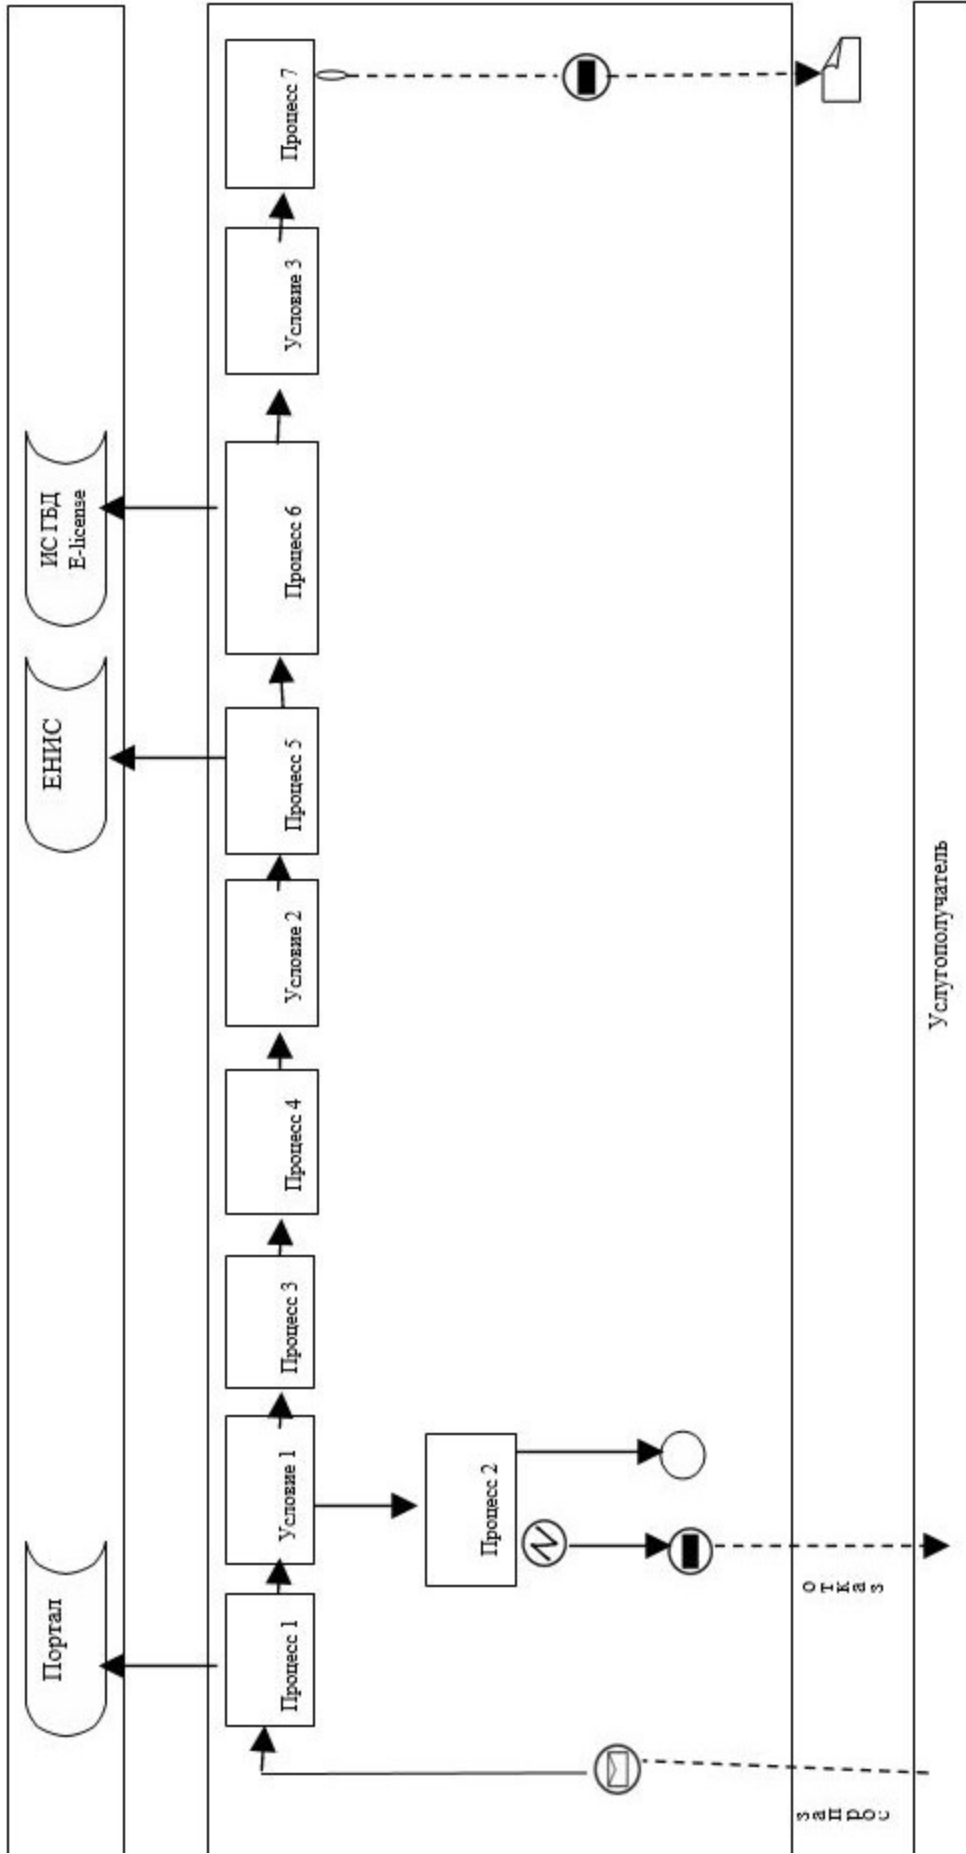 Портал
ЕНИС
ИС ГБД
E-license
Процесс 1
Условие 1
Процесс 3
Процесс 4
Условие 2
Процесс 5
Процесс 6
Условие 3
Процесс 7
Процесс 2
запрос
отказ
Услугополучатель